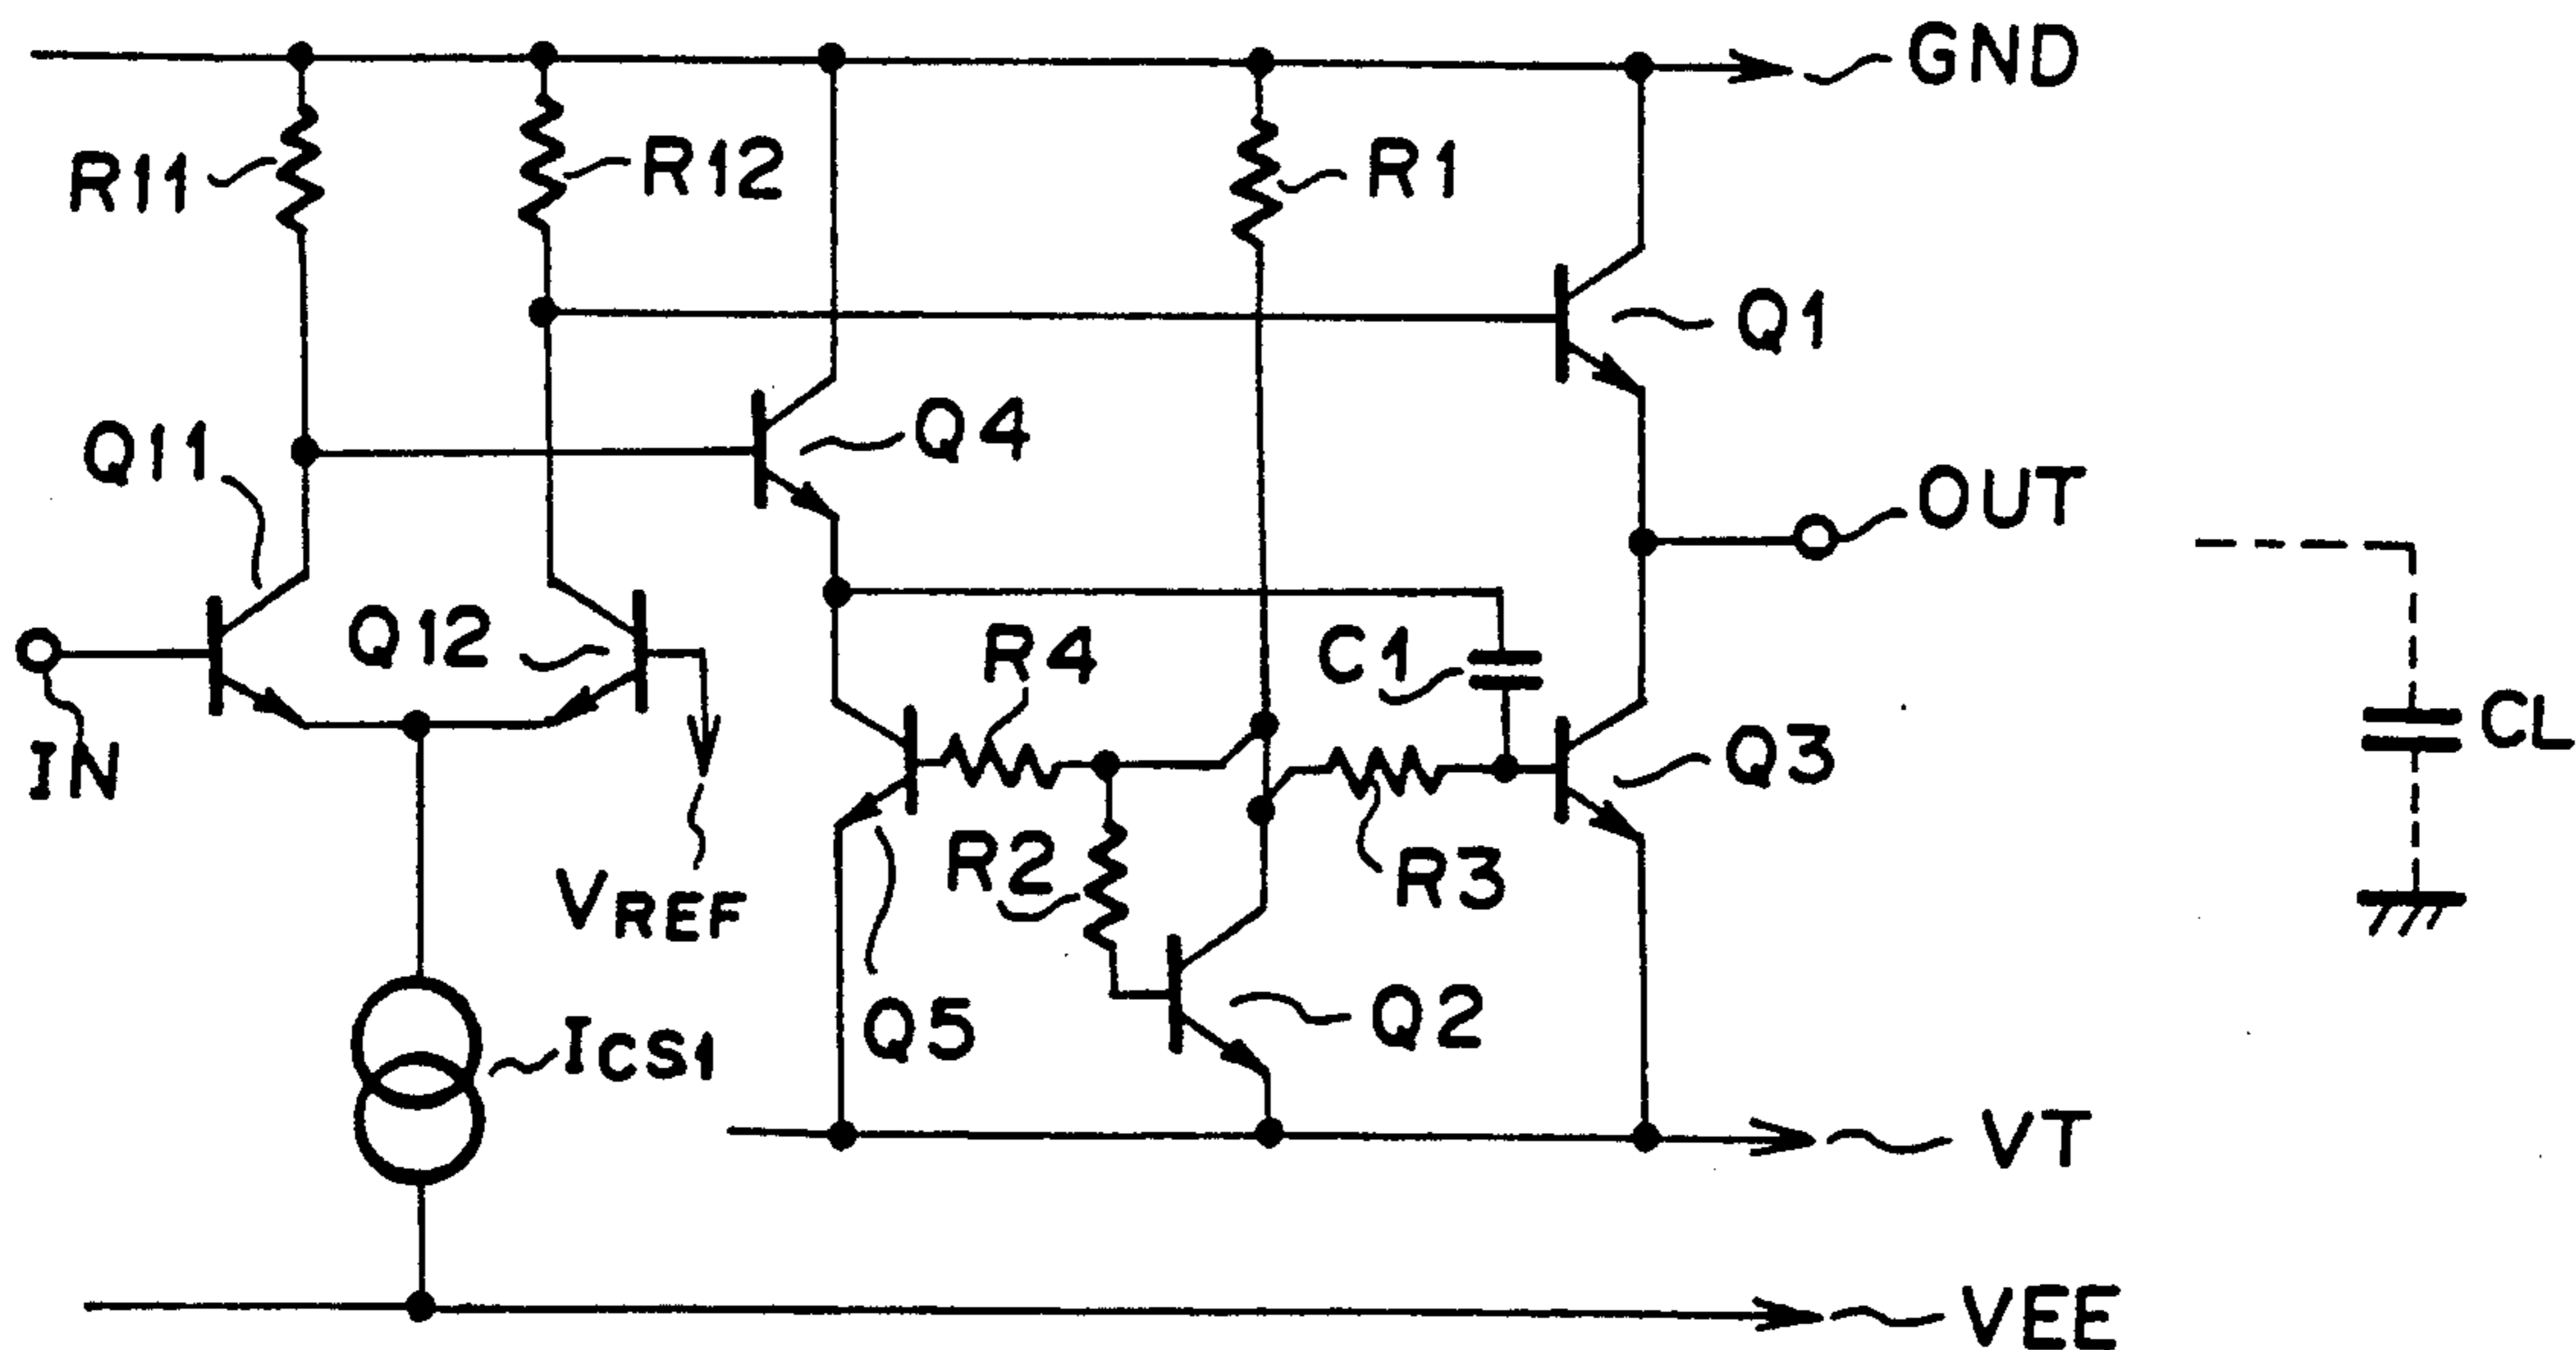 GND
R11
R12
R1
Q1
Q11
Q4
OUT
Q12
R4
C1
IN
Q3
CL
R2
R3
VREF
Q5
Q2
ICS1
VT
VEE